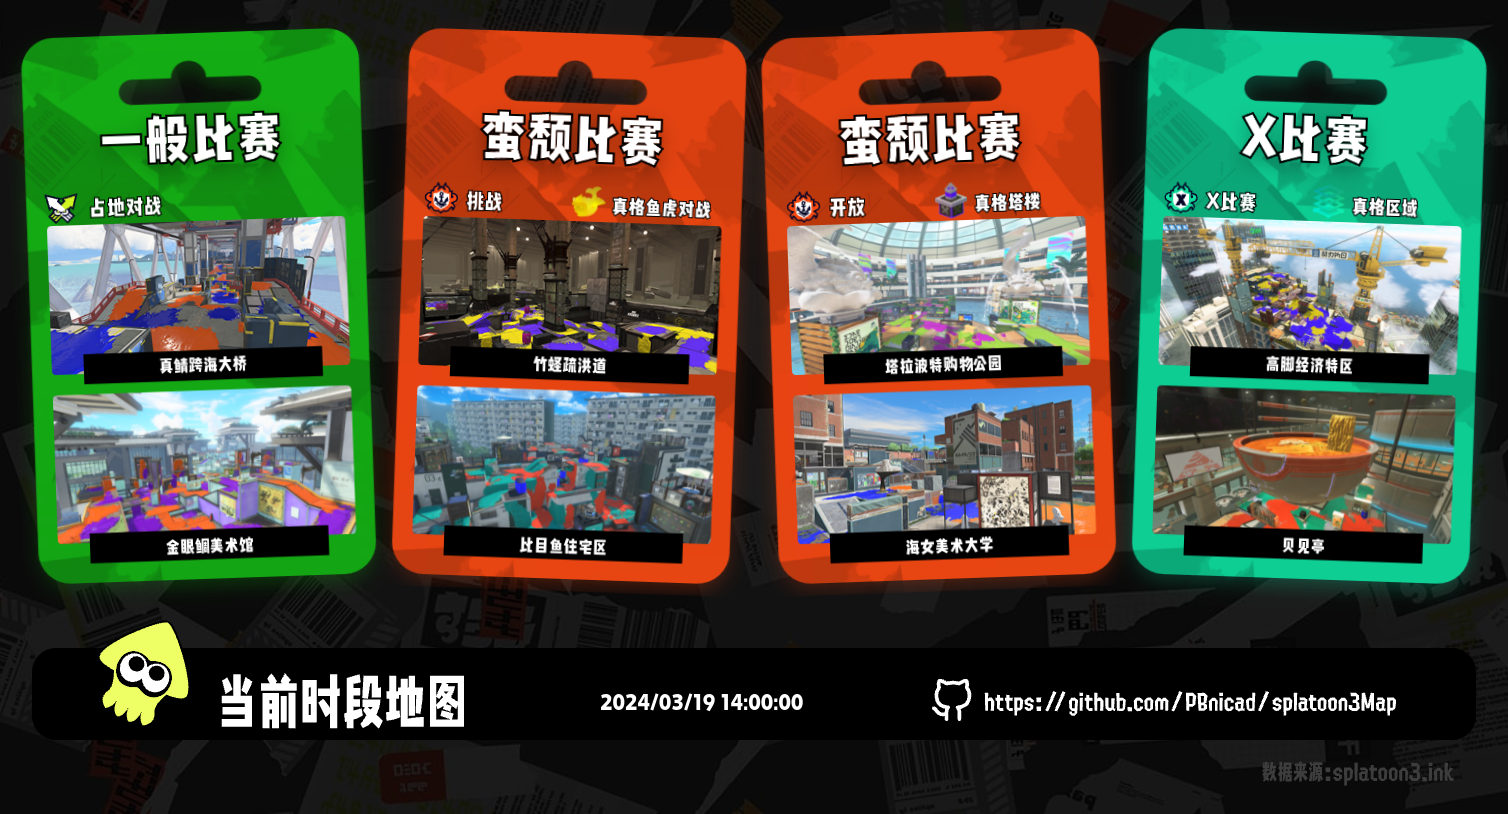 一般比赛
占地对战
真鲷跨海大桥
金眼鲷美术馆
蛮颓比赛
挑战
真格鱼虎对战
竹蛏疏洪道
比目鱼住宅区
蛮颓比赛
开放
真格塔楼
塔拉波特购物公园
海女美术大学
X比赛
X比赛
真格区域
高脚经济特区
贝见亭
当前时段地图
2024/03/19 14:00:00
https://github.com/PBnicad/splatoon3Map
数据来源:splatoon3.ink